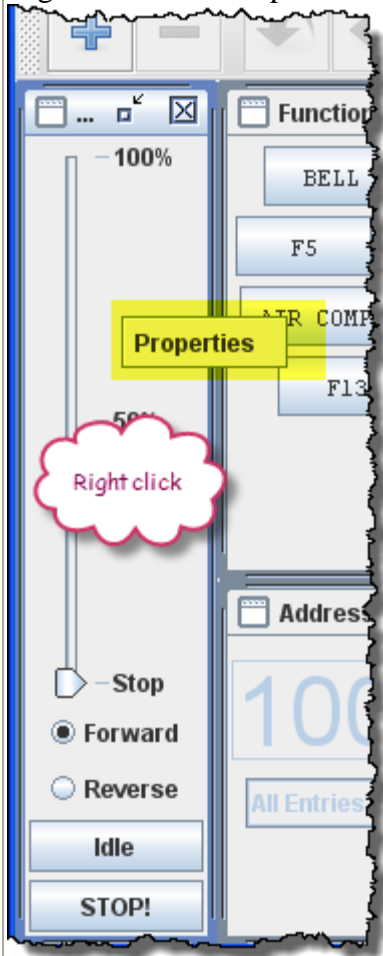 ...
Function
100%
BELL
F5
AIR COMP
Properties
F13
50%
Right click
Address
Stop
100
Forward
Reverse
All Entries
Idle
STOP!